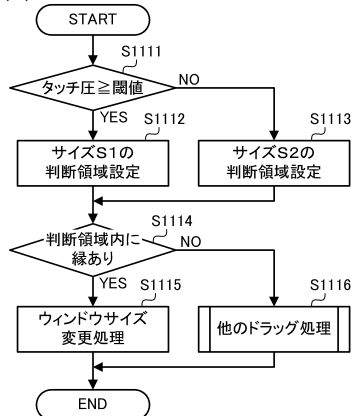 START
S1111
タッチ圧≧閾値
NO
YES
S1112
S1113
サイズS1の
判断領域設定
サイズS2の
判断領域設定
S1114
判断領域内に
縁あり
NO
YES
S1115
S1116
ウィンドウサイズ
変更処理
他のドラッグ処理
END